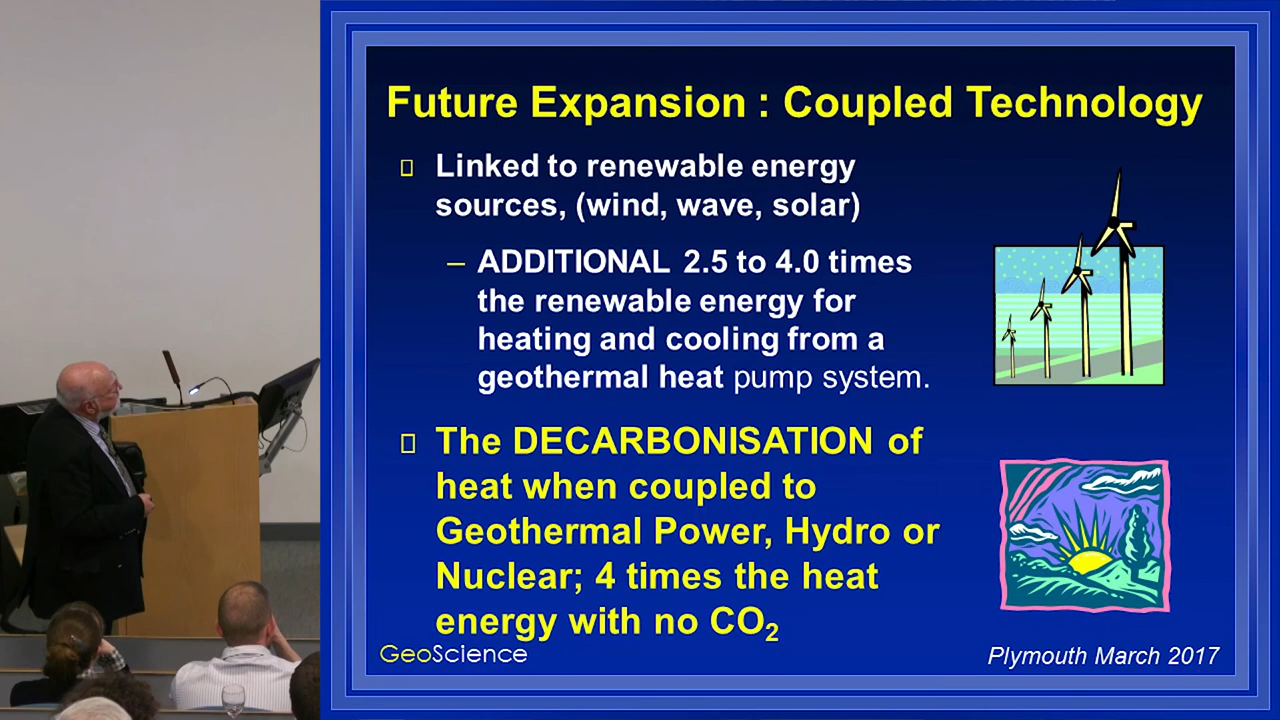 Future Expansion : Coupled Technology
Linked to renewable energy
sources, (wind, wave, solar)
– ADDITIONAL 2.5 to 4.0 times
the renewable energy for
heating and cooling from a
geothermal heat pump system.
The DECARBONISATION of
heat when coupled to
Geothermal Power, Hydro or
Nuclear; 4 times the heat
energy with no CO₂
GeoScience
Plymouth March 2017